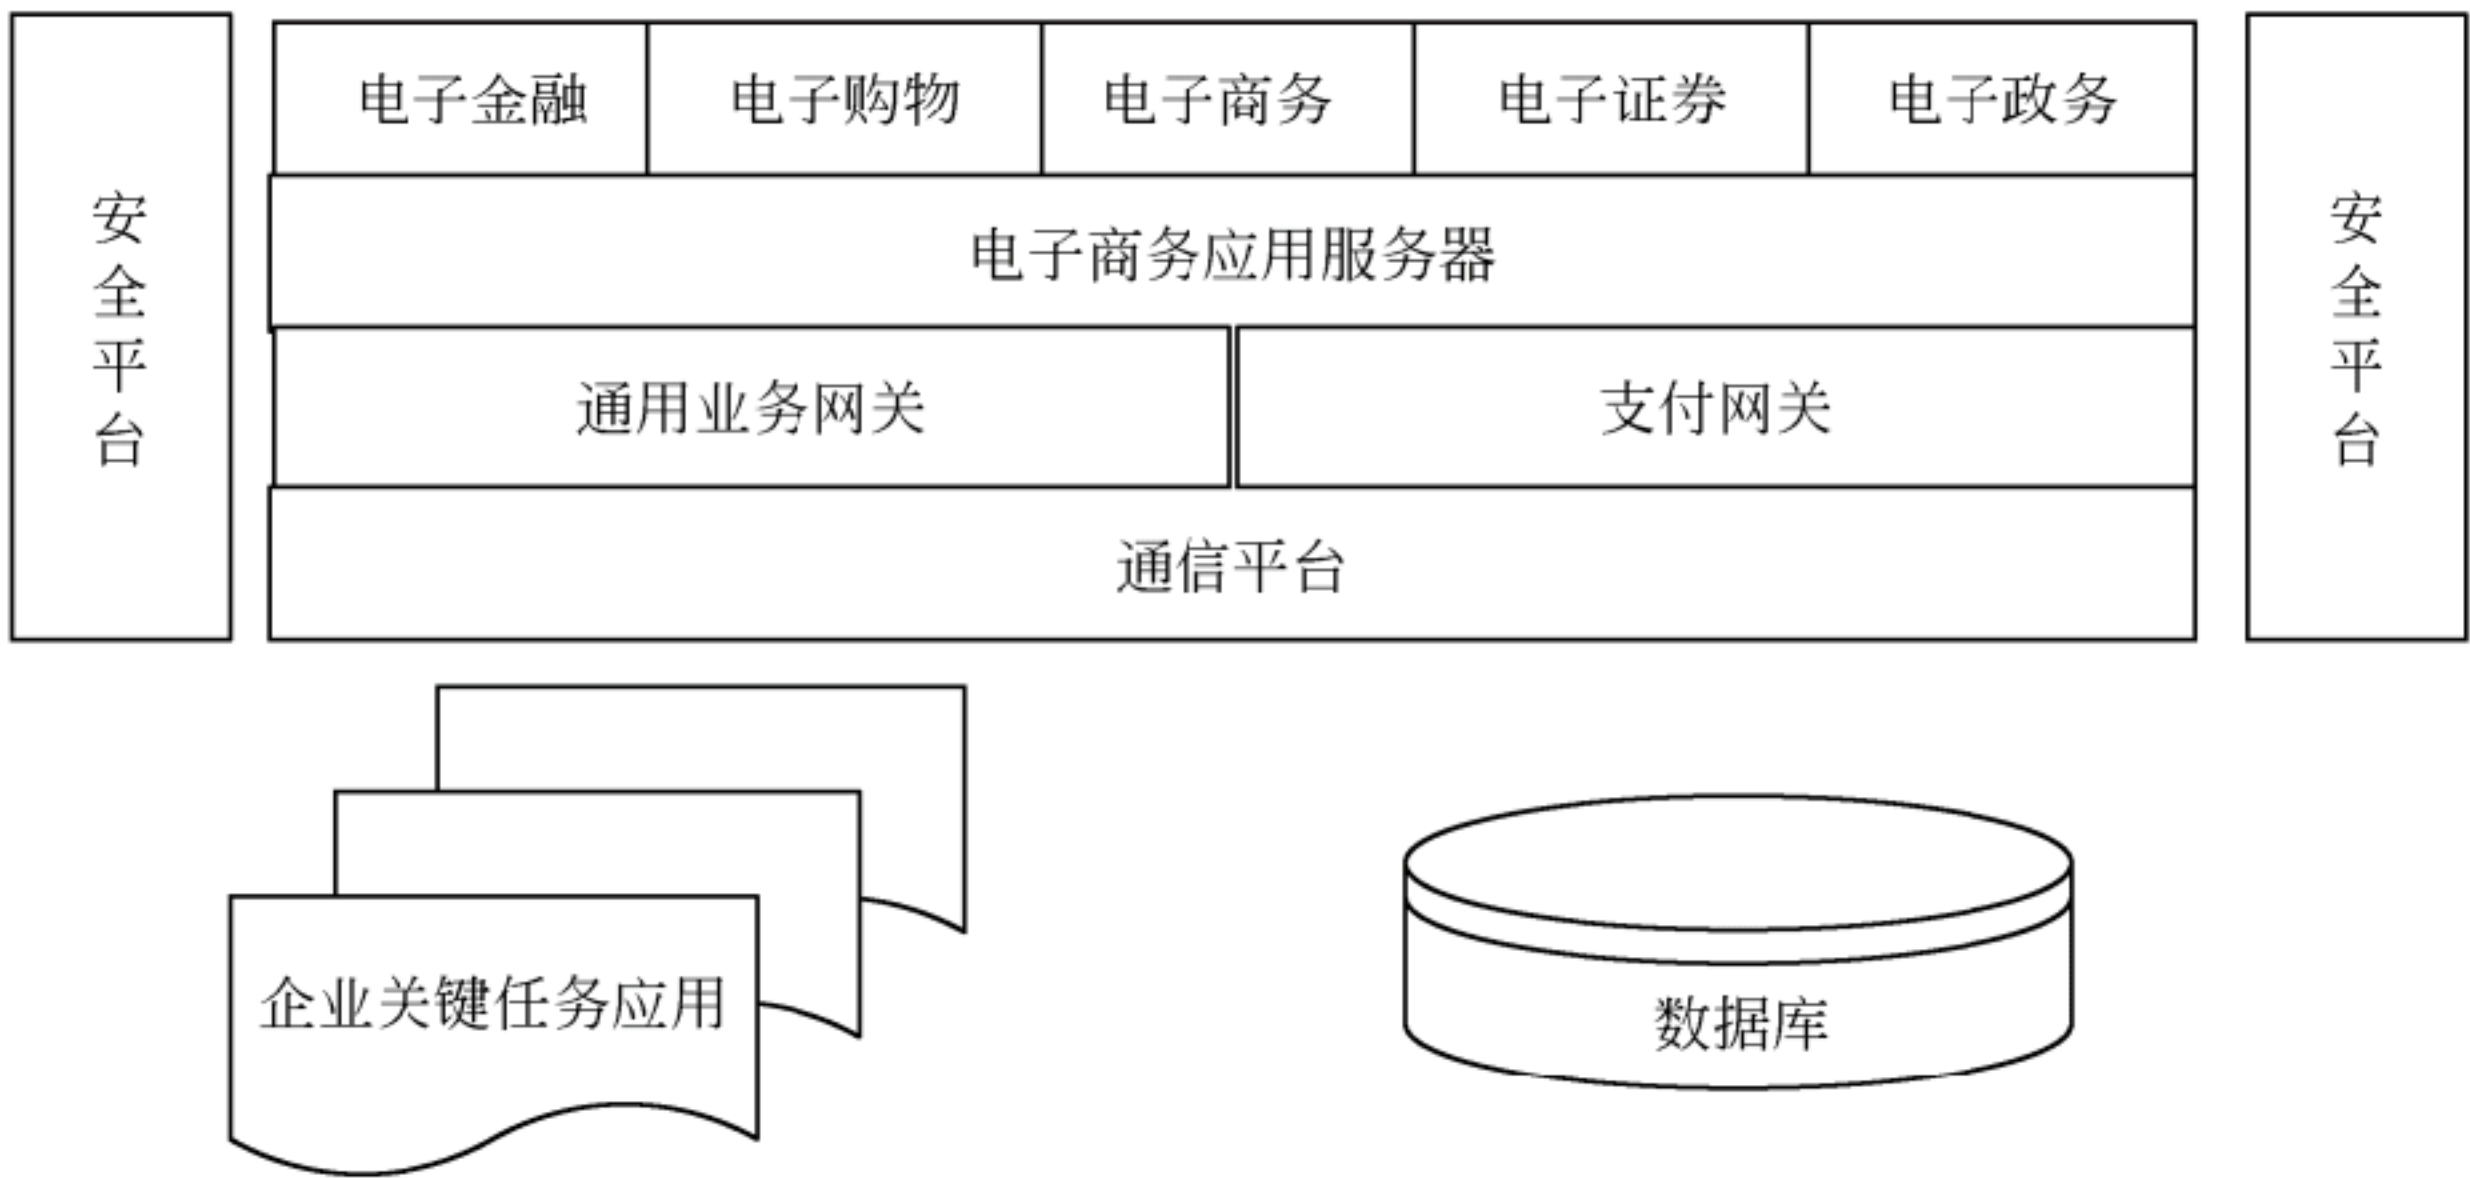 安全平台
电子金融
电子购物
电子商务
电子证券
电子政务
电子商务应用服务器
通用业务网关
支付网关
通信平台
安全平台
企业关键任务应用
数据库